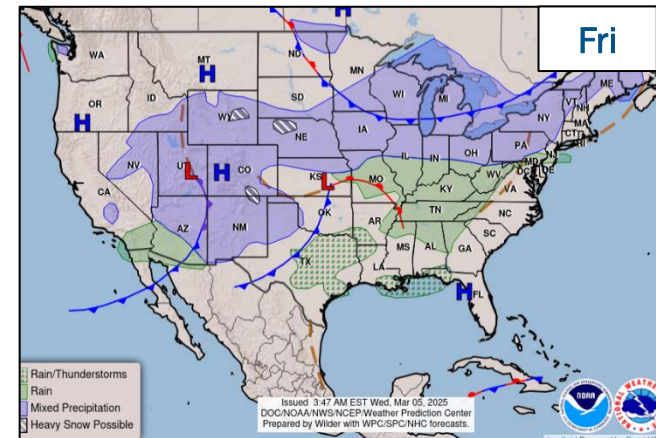 Fri
H
ND
WA
MT
MN
H
ME
SD
WI
VT
NH
OR
ID
MI
NY
H
WY
MA
IA
CT
RI
NE
PA
NV
IL
IN
OH
NJ
UT
H
CO
MD
DE
L
KS
L
MO
WV
DC
VA
CA
KY
OK
TN
NC
AZ
NM
AR
SC
MS
AL
GA
TX
LA
H
FL
Rain/Thunderstorms
Rain
Mixed Precipitation
Heavy Snow Possible
Issued 3:47 AM EST Wed, Mar 05, 2025
DOC/NOAA/NWS/NCEP/Weather Prediction Center
Prepared by Wilder with WPC/SPC/NHC forecasts.
NOAA